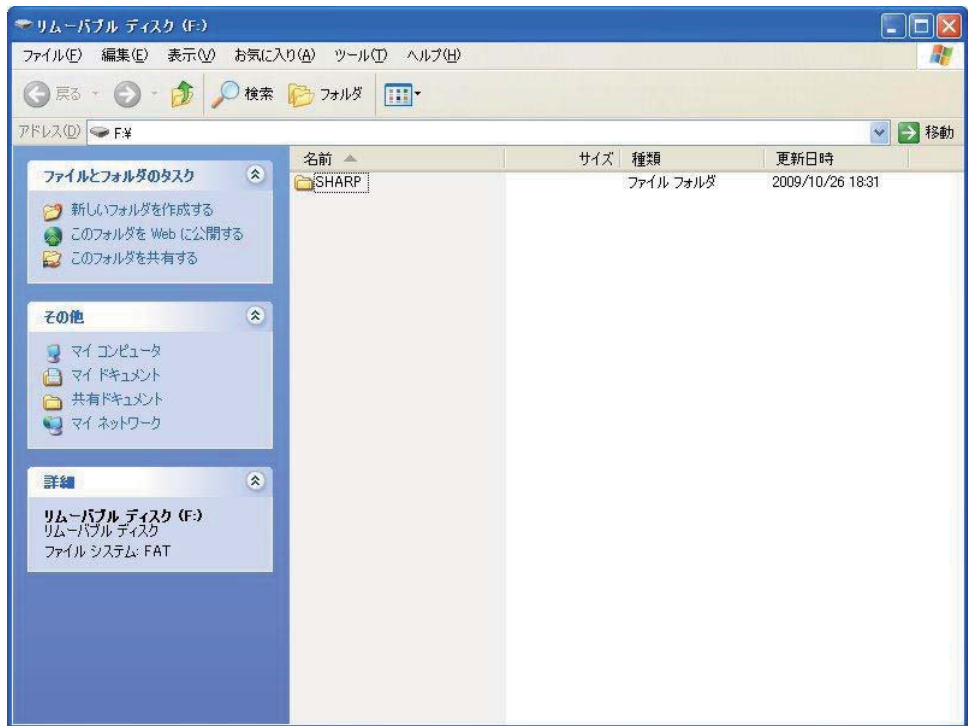 リムーバブル ディスク (F:)
ファイル(F) 編集(E) 表示(V) お気に入り(A) ツール(T) ヘルプ(H)
戻る 検索 フォルダ
アドレス(D) F:¥ 移動
ファイルとフォルダのタスク
新しいフォルダを作成する
このフォルダを Web に公開する
このフォルダを共有する
その他
マイ コンピュータ
マイ ドキュメント
共有ドキュメント
マイ ネットワーク
詳細
リムーバブル ディスク (F:)
リムーバブル ディスク
ファイル システム: FAT
名前 サイズ 種類 更新日時
SHARP ファイル フォルダ 2009/10/26 18:31